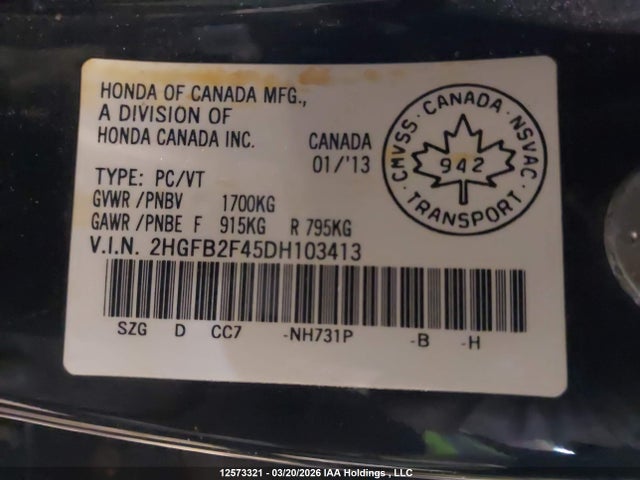 HONDA OF CANADA MFG.,
A DIVISION OF
HONDA CANADA INC.
CANADA
01/'13
TYPE: PC/VT
GVWR/PNBV 1700KG
GAWR/PNBE F 915KG R 795KG
V.I.N. 2HGFB2F45DH103413
SZG D CC7 -NH731P -B -H
CMVSS · CANADA · NSVAC
942
· TRANSPORT ·
12573321 - 03/20/2026 IAA Holdings , LLC